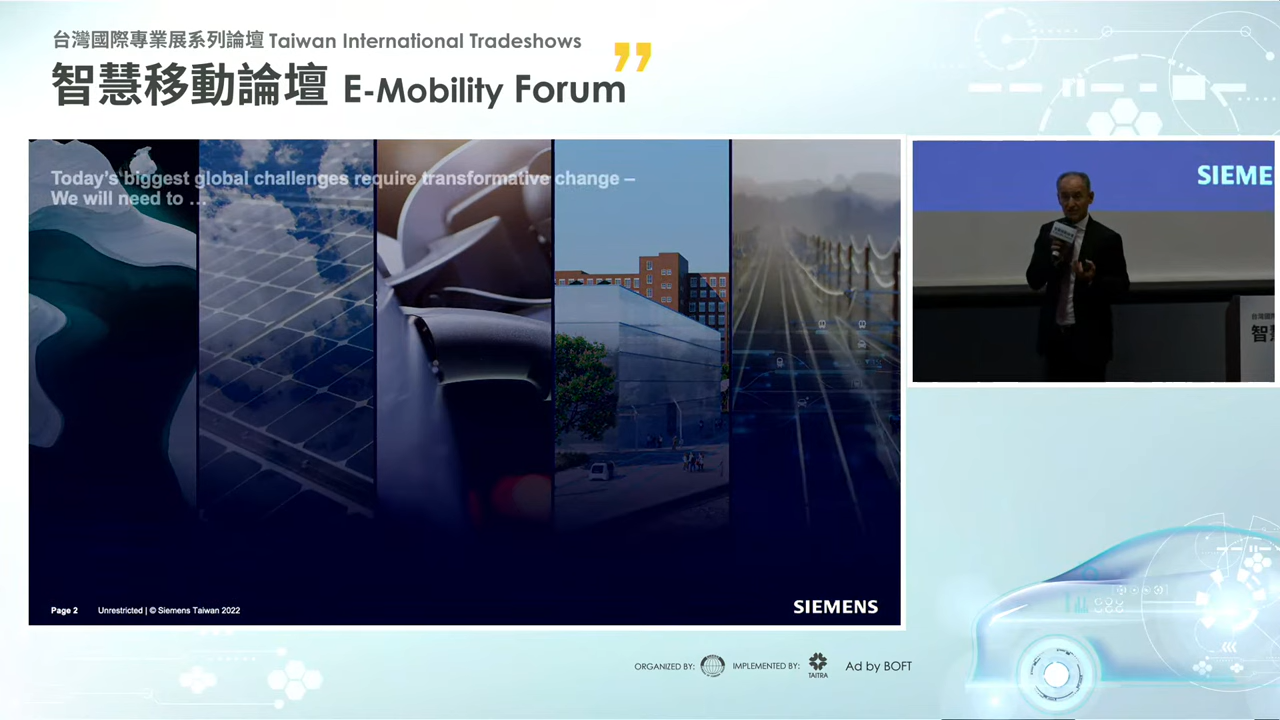 台灣國際專業展系列論壇 Taiwan International Tradeshows
智慧移動論壇 E-Mobility Forum
Today's biggest global challenges require transformative change –
We will need to …
SIEME
智慧
Page 2 Unrestricted | © Siemens Taiwan 2022
SIEMENS
ORGANIZED BY: IMPLEMENTED BY: TAITRA Ad by BOFT